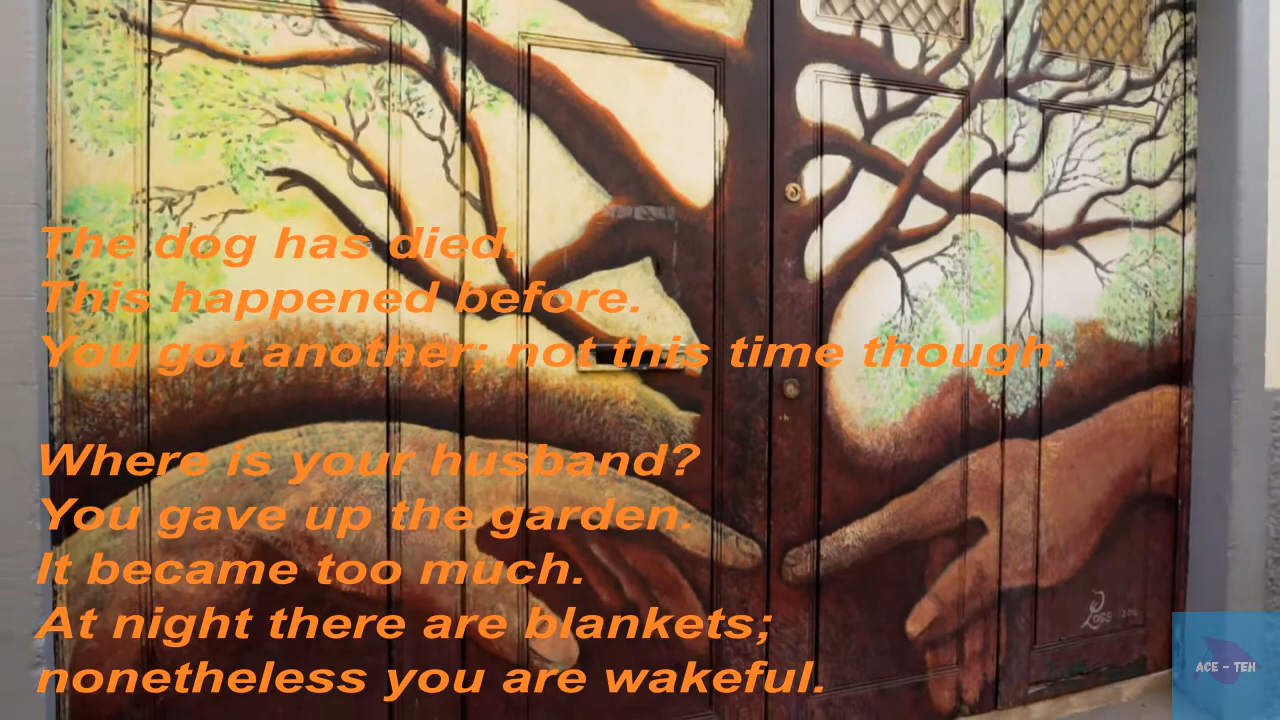 The dog has died.
This happened before.
You got another; not this time though.
Where is your husband?
You gave up the garden.
It became too much.
At night there are blankets;
nonetheless you are wakeful.
ACE - TEH